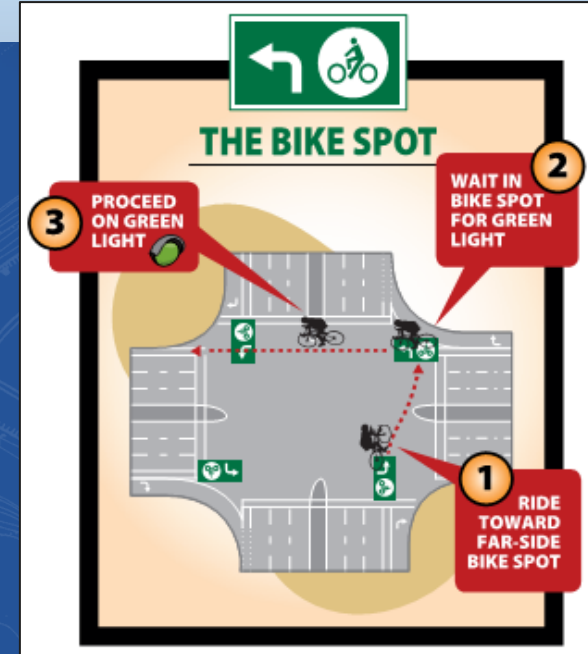 THE BIKE SPOT
3
PROCEED
ON GREEN
LIGHT
2
WAIT IN
BIKE SPOT
FOR GREEN
LIGHT
1
RIDE
TOWARD
FAR-SIDE
BIKE SPOT